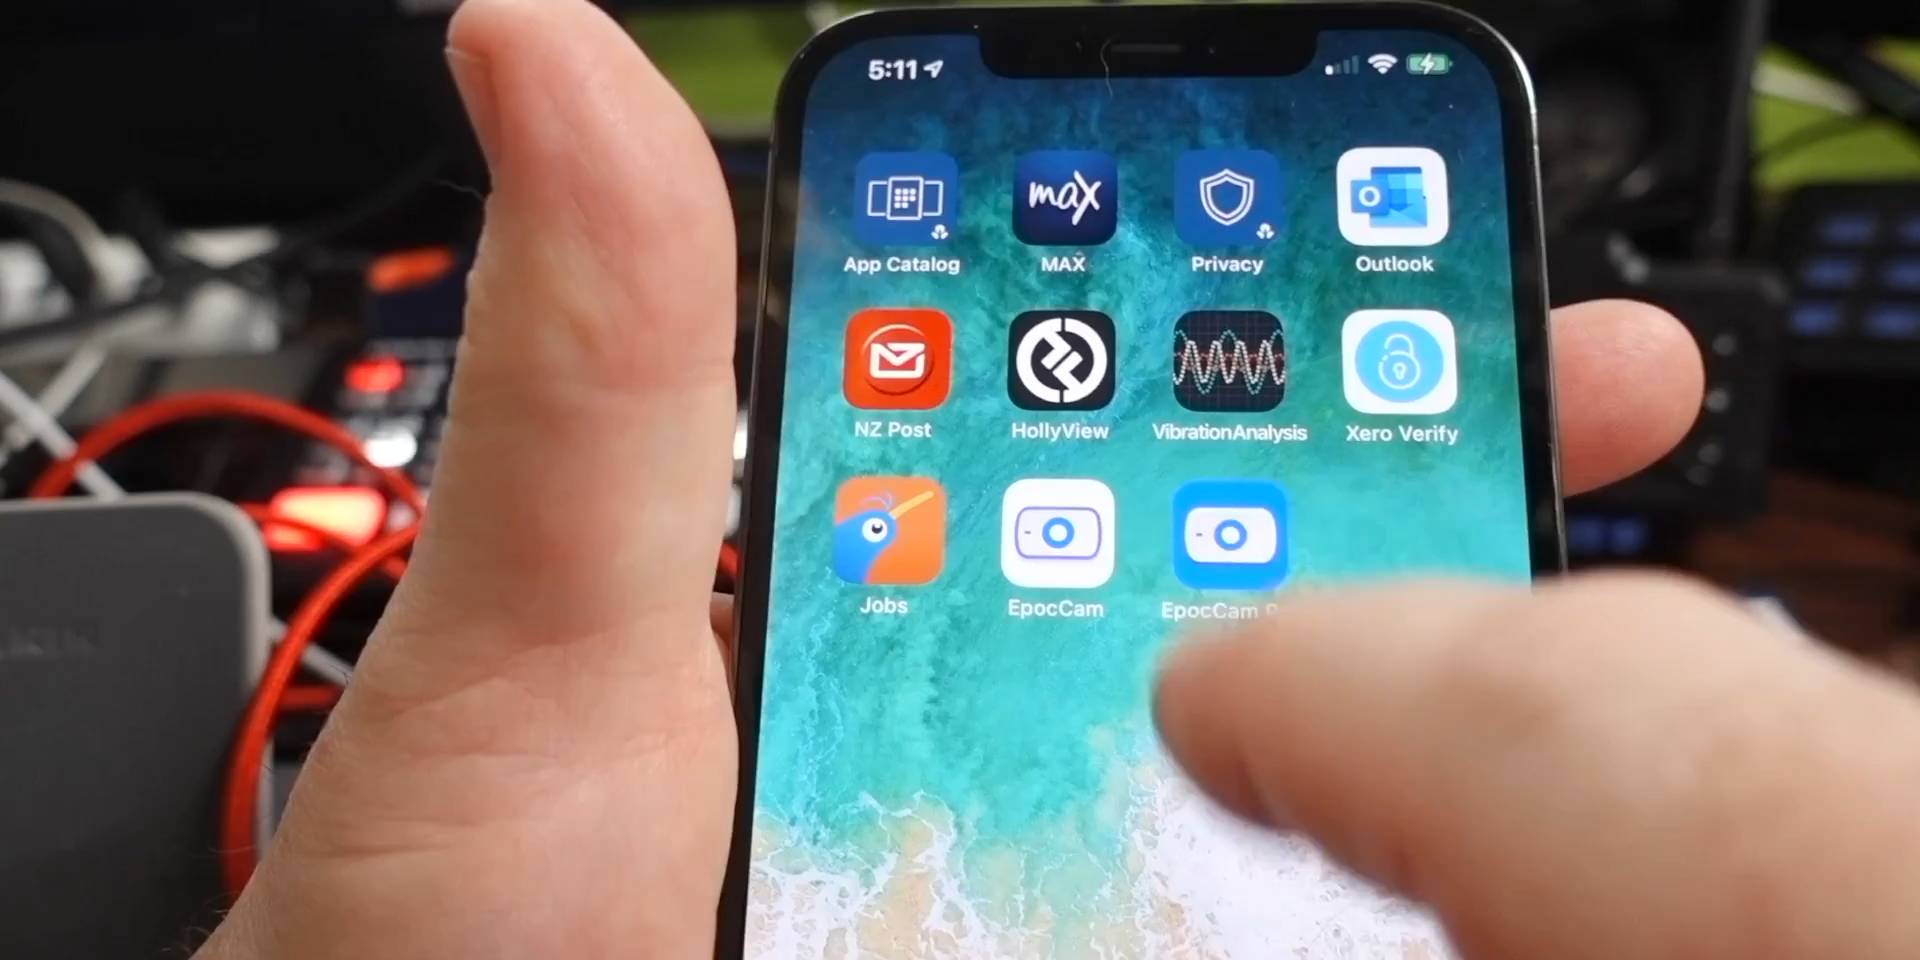 5:11
max
App Catalog
MAX
Privacy
Outlook
NZ Post
HollyView
VibrationAnalysis
Xero Verify
Jobs
EpocCam
EpocCam